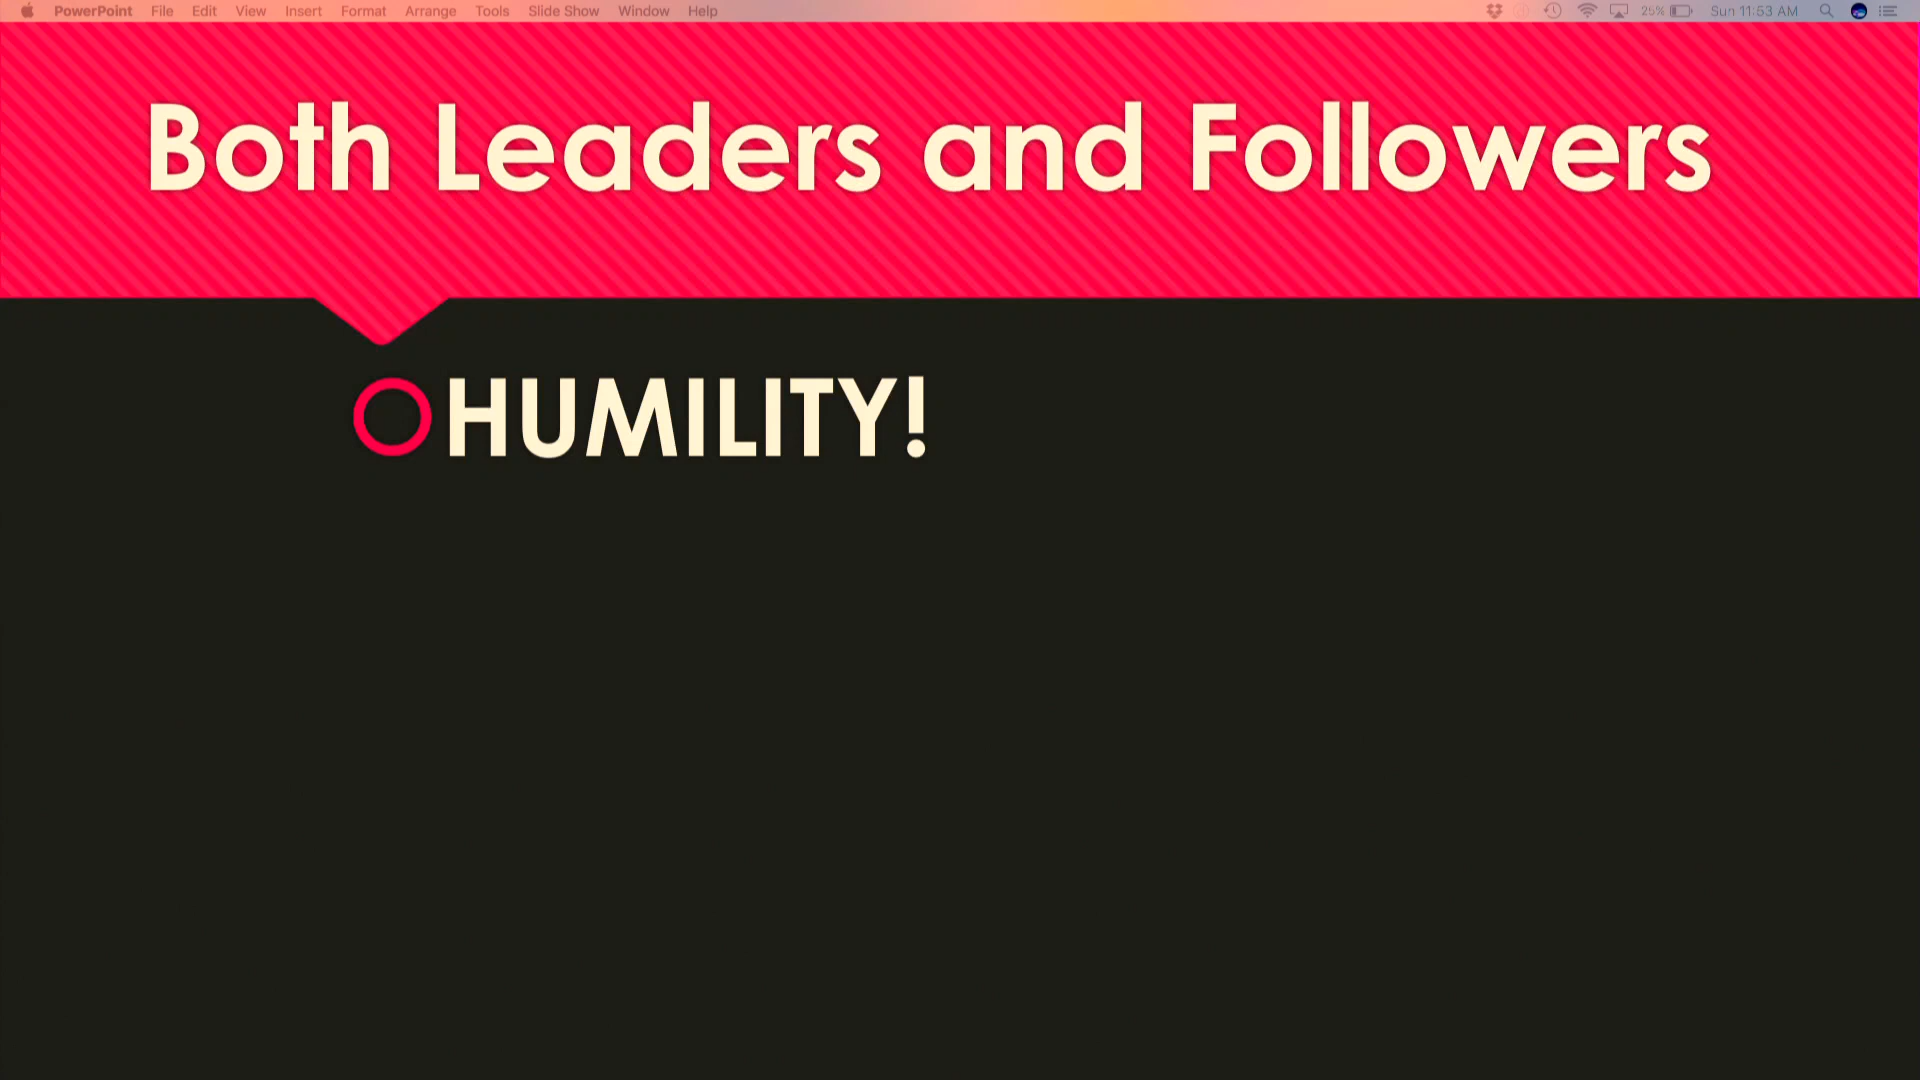 PowerPoint File Edit View Insert Format Arrange Tools Slide Show Window Help 25% Sun 11:53 AM
Both Leaders and Followers
HUMILITY!